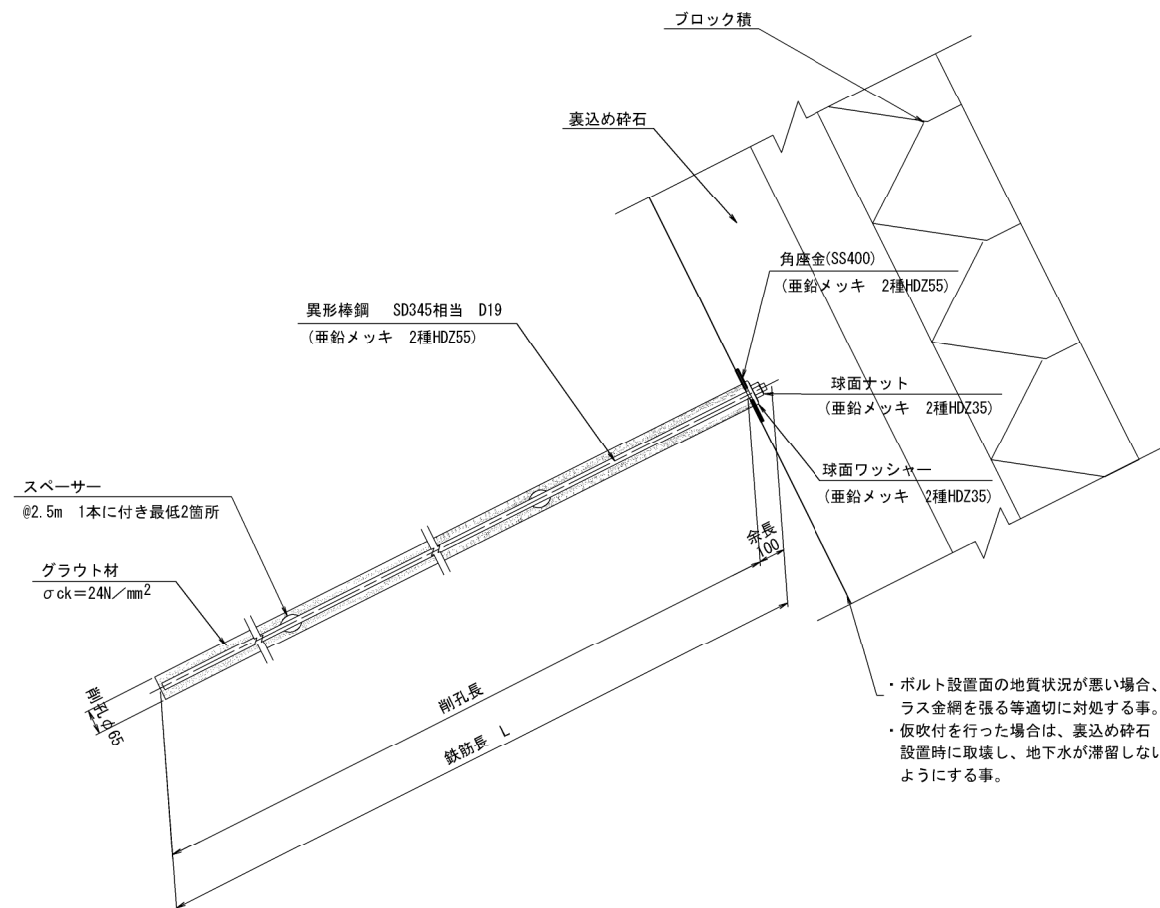 ブロック積
裏込め砕石
角座金(SS400)
(亜鉛メッキ 2種HDZ55)
異形棒鋼 SD345相当 D19
(亜鉛メッキ 2種HDZ55)
球面ナット
(亜鉛メッキ 2種HDZ35)
球面ワッシャー
(亜鉛メッキ 2種HDZ35)
スペーサー
@2.5m 1本に付き最低2箇所
グラウト材
σck=24N/mm²
余長
100
削孔φ65
削孔長
鉄筋長 L
・ボルト設置面の地質状況が悪い場合、
ラス金網を張る等適切に対処する事。
・仮吹付を行った場合は、裏込め砕石
設置時に取壊し、地下水が滞留しない
ようにする事。